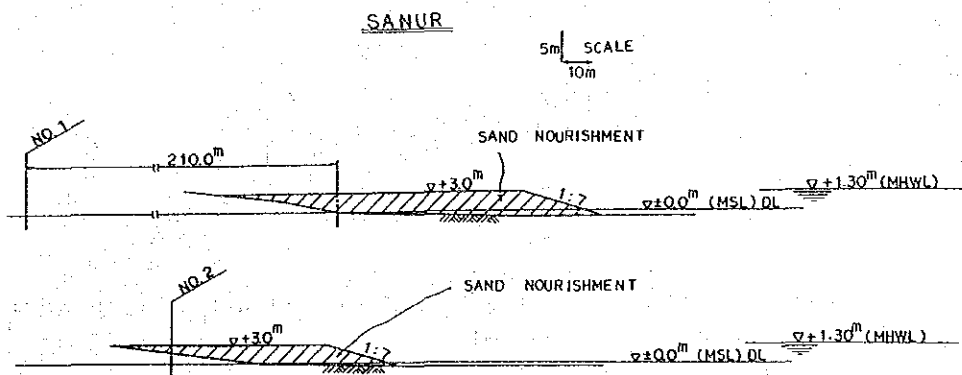 SANUR
5m SCALE
10m
NO.1
210.0m
SAND NOURISHMENT
▽+3.0m
1:7
▽+1.30m (MHWL)
▽±0.0m (MSL) DL
NO.2
SAND NOURISHMENT
▽+3.0m
1:7
▽+1.30m (MHWL)
▽±0.0m (MSL) DL